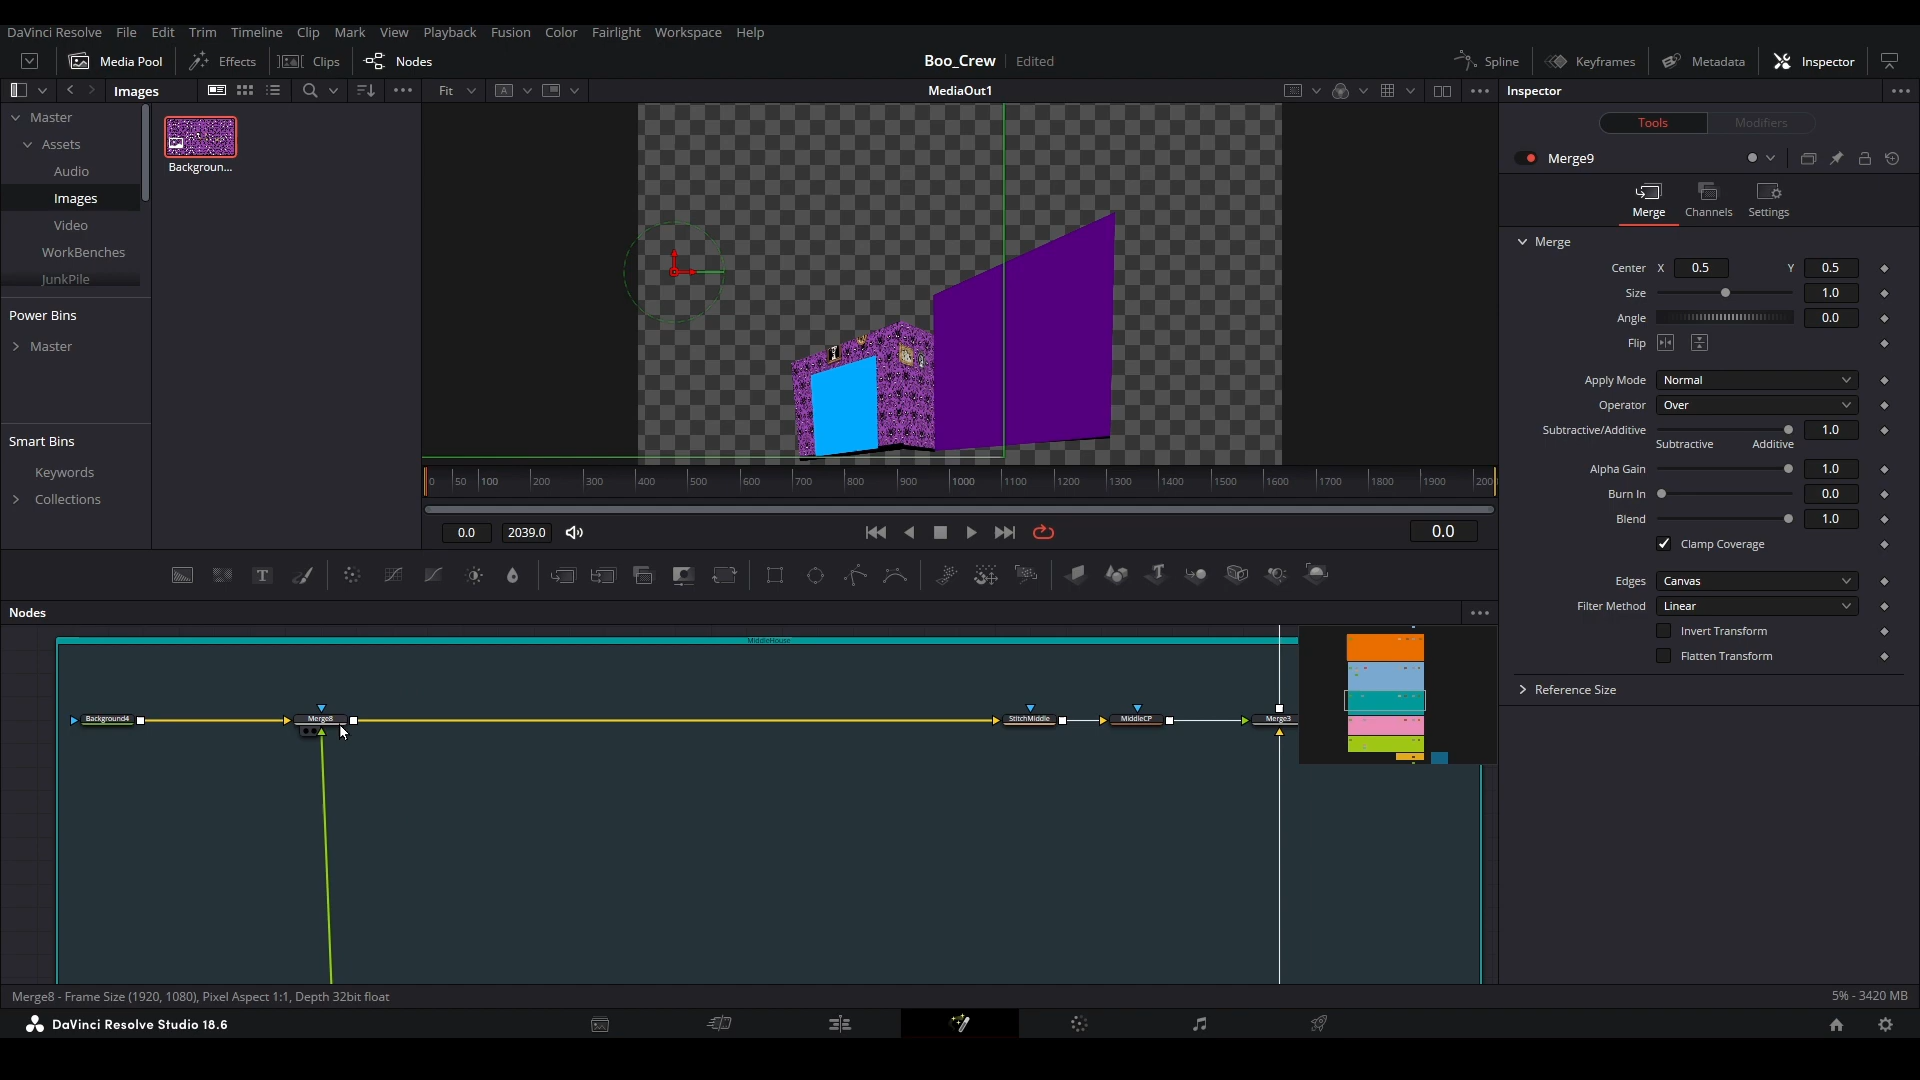 DaVinci Resolve File Edit Trim Timeline Clip Mark View Playback Fusion Color Fairlight Workspace Help
Media Pool Effects Clips Nodes Boo_Crew Edited Spline Keyframes Metadata Inspector
Images Fit A MediaOut1 Inspector
Master
Assets
Audio
Images
Video
WorkBenches
JunkPile
Power Bins
Master
Smart Bins
Keywords
Collections
Backgroun...
0 50 100 200 300 400 500 600 700 800 900 1000 1100 1200 1300 1400 1500 1600 1700 1800 1900 200
0.0 2039.0 0.0
Tools Modifiers
Merge9
Merge Channels Settings
Merge
Center X 0.5 Y 0.5
Size 1.0
Angle 0.0
Flip
Apply Mode Normal
Operator Over
Subtractive/Additive 1.0
Subtractive Additive
Alpha Gain 1.0
Burn In 0.0
Blend 1.0
Clamp Coverage
Edges Canvas
Filter Method Linear
Invert Transform
Flatten Transform
Reference Size
T
Nodes
MiddleHouse
Background4 Merge8 StitchMiddle MiddleCP Merge3
Merge8 - Frame Size (1920, 1080), Pixel Aspect 1:1, Depth 32bit float 5% - 3420 MB
DaVinci Resolve Studio 18.6